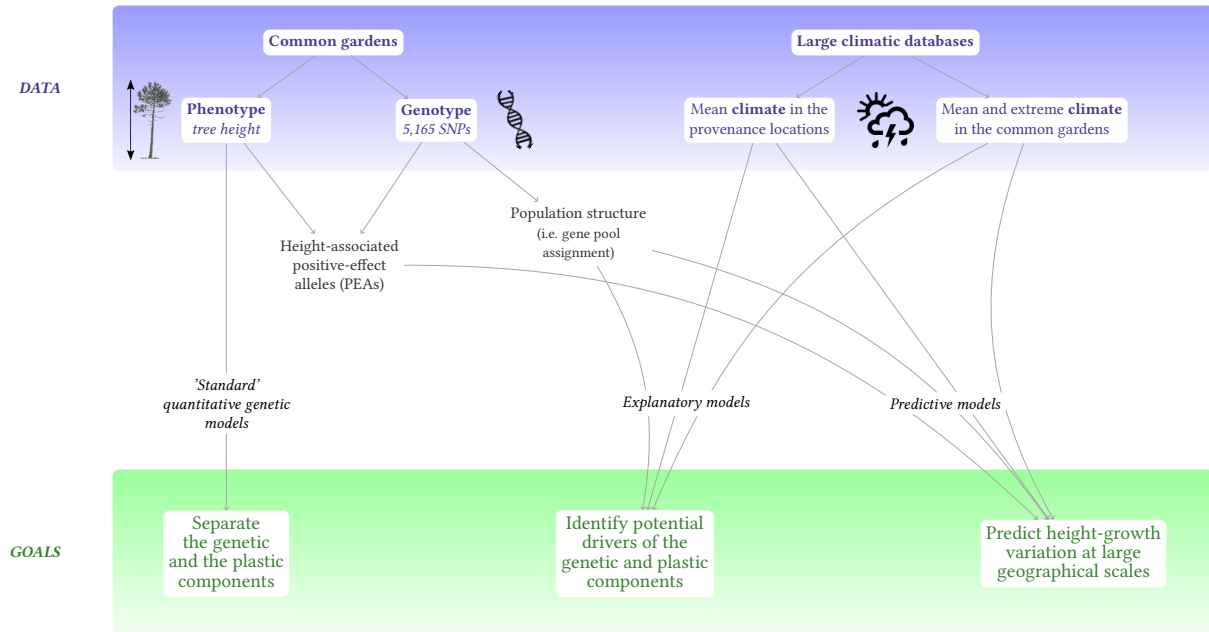 DATA
Common gardens
Large climatic databases
Phenotype
tree height
Genotype
5,165 SNPs
Mean climate in the
provenance locations
Mean and extreme climate
in the common gardens
Population structure
(i.e. gene pool
assignment)
Height-associated
positive-effect
alleles (PEAs)
'Standard'
quantitative genetic
models
Explanatory models
Predictive models
GOALS
Separate
the genetic
and the plastic
components
Identify potential
drivers of the
genetic and plastic
components
Predict height-growth
variation at large
geographical scales